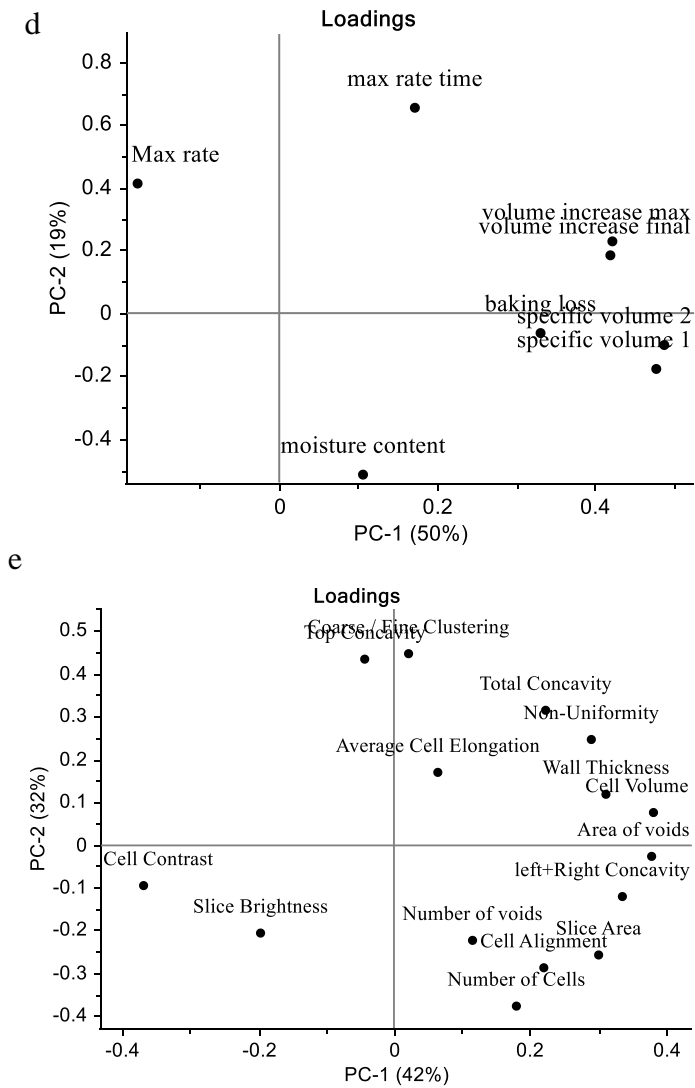 d
Loadings
0.8
max rate time
0.6
Max rate
0.4
volume increase max
volume increase final
0.2
baking loss
0
specific volume 2
specific volume 1
-0.2
-0.4
moisture content
PC-2 (19%)
0 0.2 0.4
PC-1 (50%)
e
Loadings
0.5
Coarse / Fine Clustering
Top Concavity
0.4
Total Concavity
0.3
Non-Uniformity
Average Cell Elongation
0.2
Wall Thickness
Cell Volume
0.1
Area of voids
0
Cell Contrast
left+Right Concavity
-0.1
Slice Brightness
Number of voids
Slice Area
-0.2
Cell Alignment
-0.3
Number of Cells
-0.4
PC-2 (32%)
-0.4 -0.2 0 0.2 0.4
PC-1 (42%)